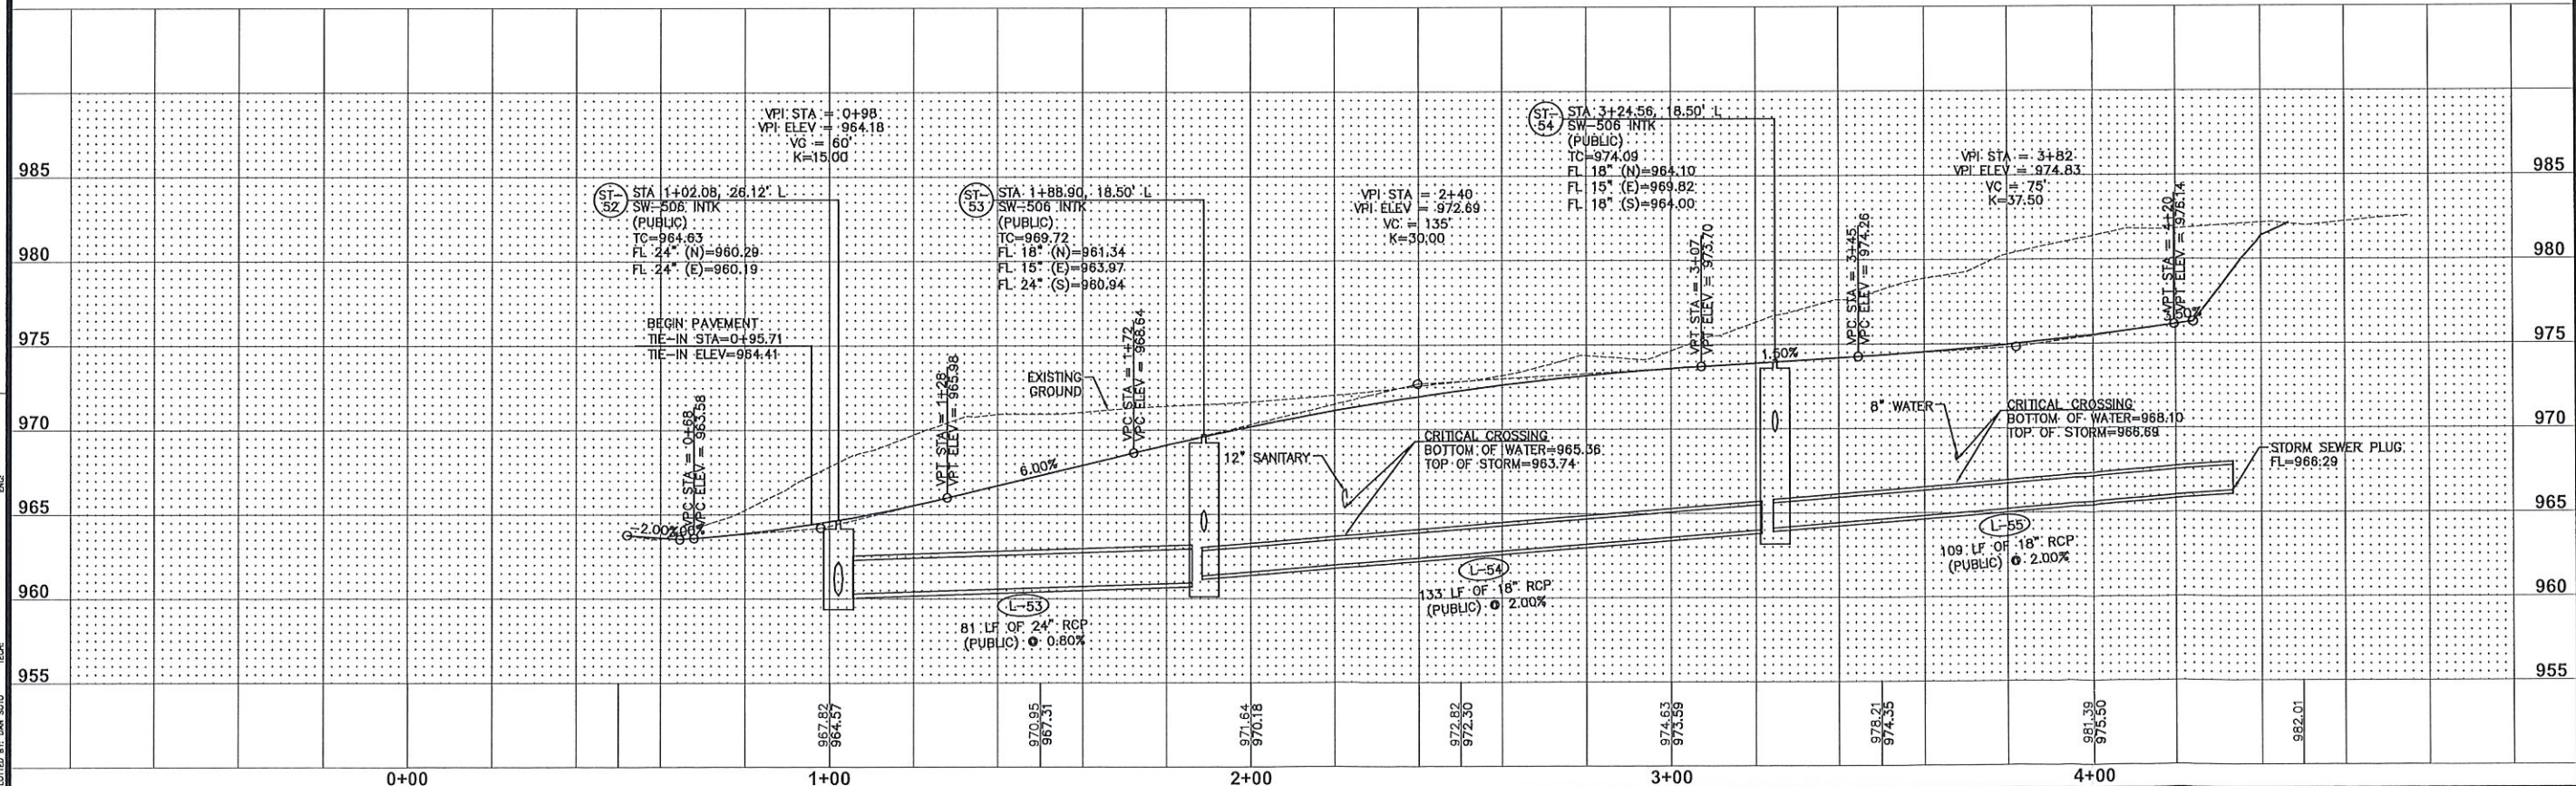 VPI STA = 0+98
VPI ELEV = 964.18
VC = 60'
K=15.00
ST-
52
STA 1+02.08, 26.12' L
SW-506 INTK
(PUBLIC)
TC=964.63
FL 24" (N)=960.29
FL 24" (E)=960.19
ST-
53
STA 1+88.90, 18.50' L
SW-506 INTK
(PUBLIC)
TC=969.72
FL 18" (N)=961.34
FL 15" (E)=963.97
FL 24" (S)=960.94
VPI STA = 2+40
VPI ELEV = 972.69
VC = 135'
K=30.00
ST-
54
STA 3+24.56, 18.50' L
SW-506 INTK
(PUBLIC)
TC=974.09
FL 18" (N)=964.10
FL 15" (E)=969.82
FL 18" (S)=964.00
VPI STA = 3+82
VPI ELEV = 974.83
VC = 75'
K=37.50
985
980
975
970
965
960
955
985
980
975
970
965
960
955
BEGIN PAVEMENT
TIE-IN STA=0+95.71
TIE-IN ELEV=964.41
VPC STA = 0+68
VPC ELEV = 963.58
-2.00%
VPT STA = 1+28
VPT ELEV = 965.98
6.00%
EXISTING
GROUND
VPC STA = 1+72
VPC ELEV = 968.64
VPT STA = 3+07
VPT ELEV = 973.70
1.50%
VPC STA = 3+45
VPC ELEV = 974.26
VPT STA = 4+20
VPT ELEV = 976.14
3.50%
12" SANITARY
CRITICAL CROSSING
BOTTOM OF WATER=965.36
TOP OF STORM=963.74
8" WATER
CRITICAL CROSSING
BOTTOM OF WATER=968.10
TOP OF STORM=966.69
STORM SEWER PLUG
FL=966.29
L-53
81 LF OF 24" RCP
(PUBLIC) @ 0.80%
L-54
133 LF OF 18" RCP
(PUBLIC) @ 2.00%
L-55
109 LF OF 18" RCP
(PUBLIC) @ 2.00%
967.82
964.57
970.95
967.31
971.64
970.18
972.82
972.30
974.63
973.59
978.21
974.35
981.39
975.50
982.01
0+00
1+00
2+00
3+00
4+00